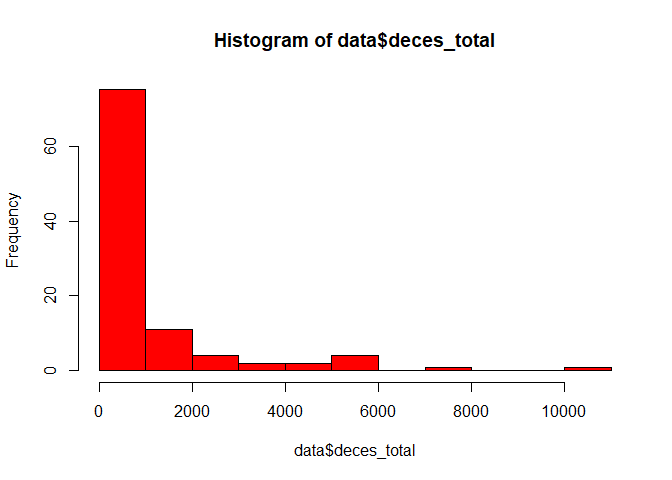 Histogram of data$deces_total
Frequency
60
40
20
0
0 2000 4000 6000 8000 10000
data$deces_total